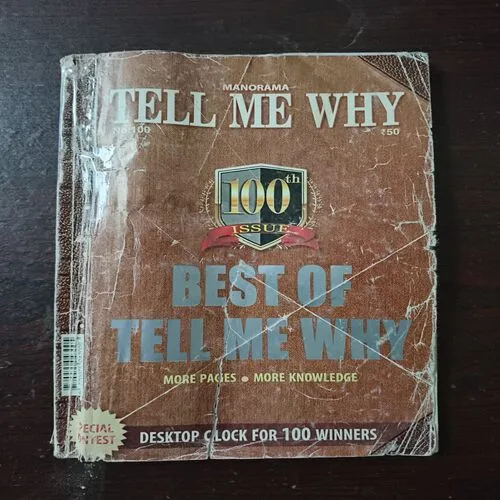 MANORAMA
TELL ME WHY
No.100
₹50
100th
ISSUE
BEST OF
TELL ME WHY
MORE PAGES • MORE KNOWLEDGE
DESKTOP CLOCK FOR 100 WINNERS